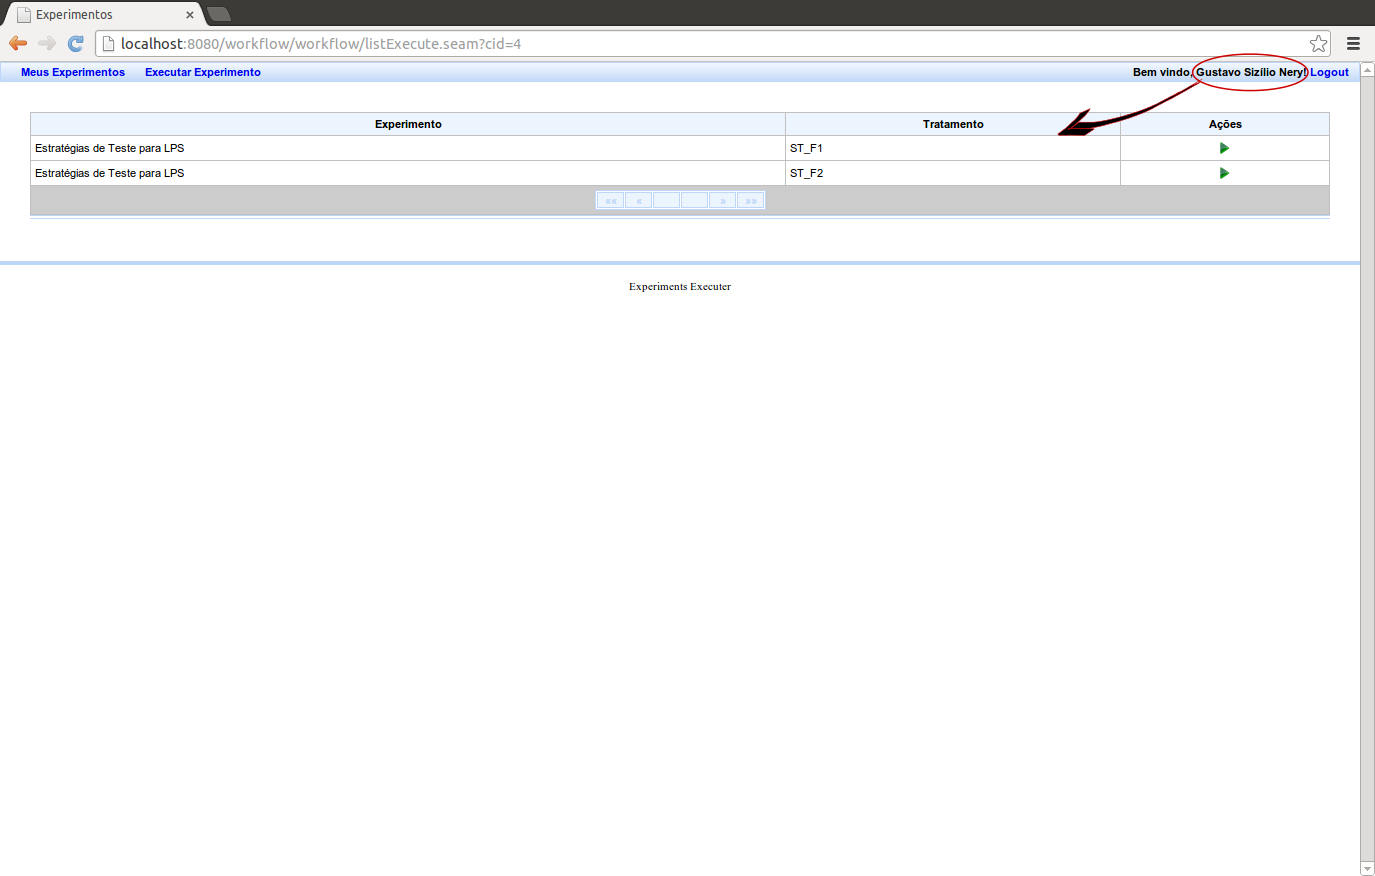 Experimentos
localhost:8080/workflow/workflow/listExecute.seam?cid=4
Meus Experimentos Executar Experimento Bem vindo, Gustavo Sizílio Nery! Logout
Experimento Tratamento Ações
Estratégias de Teste para LPS ST_F1
Estratégias de Teste para LPS ST_F2
«« « » »»
Experiments Executer